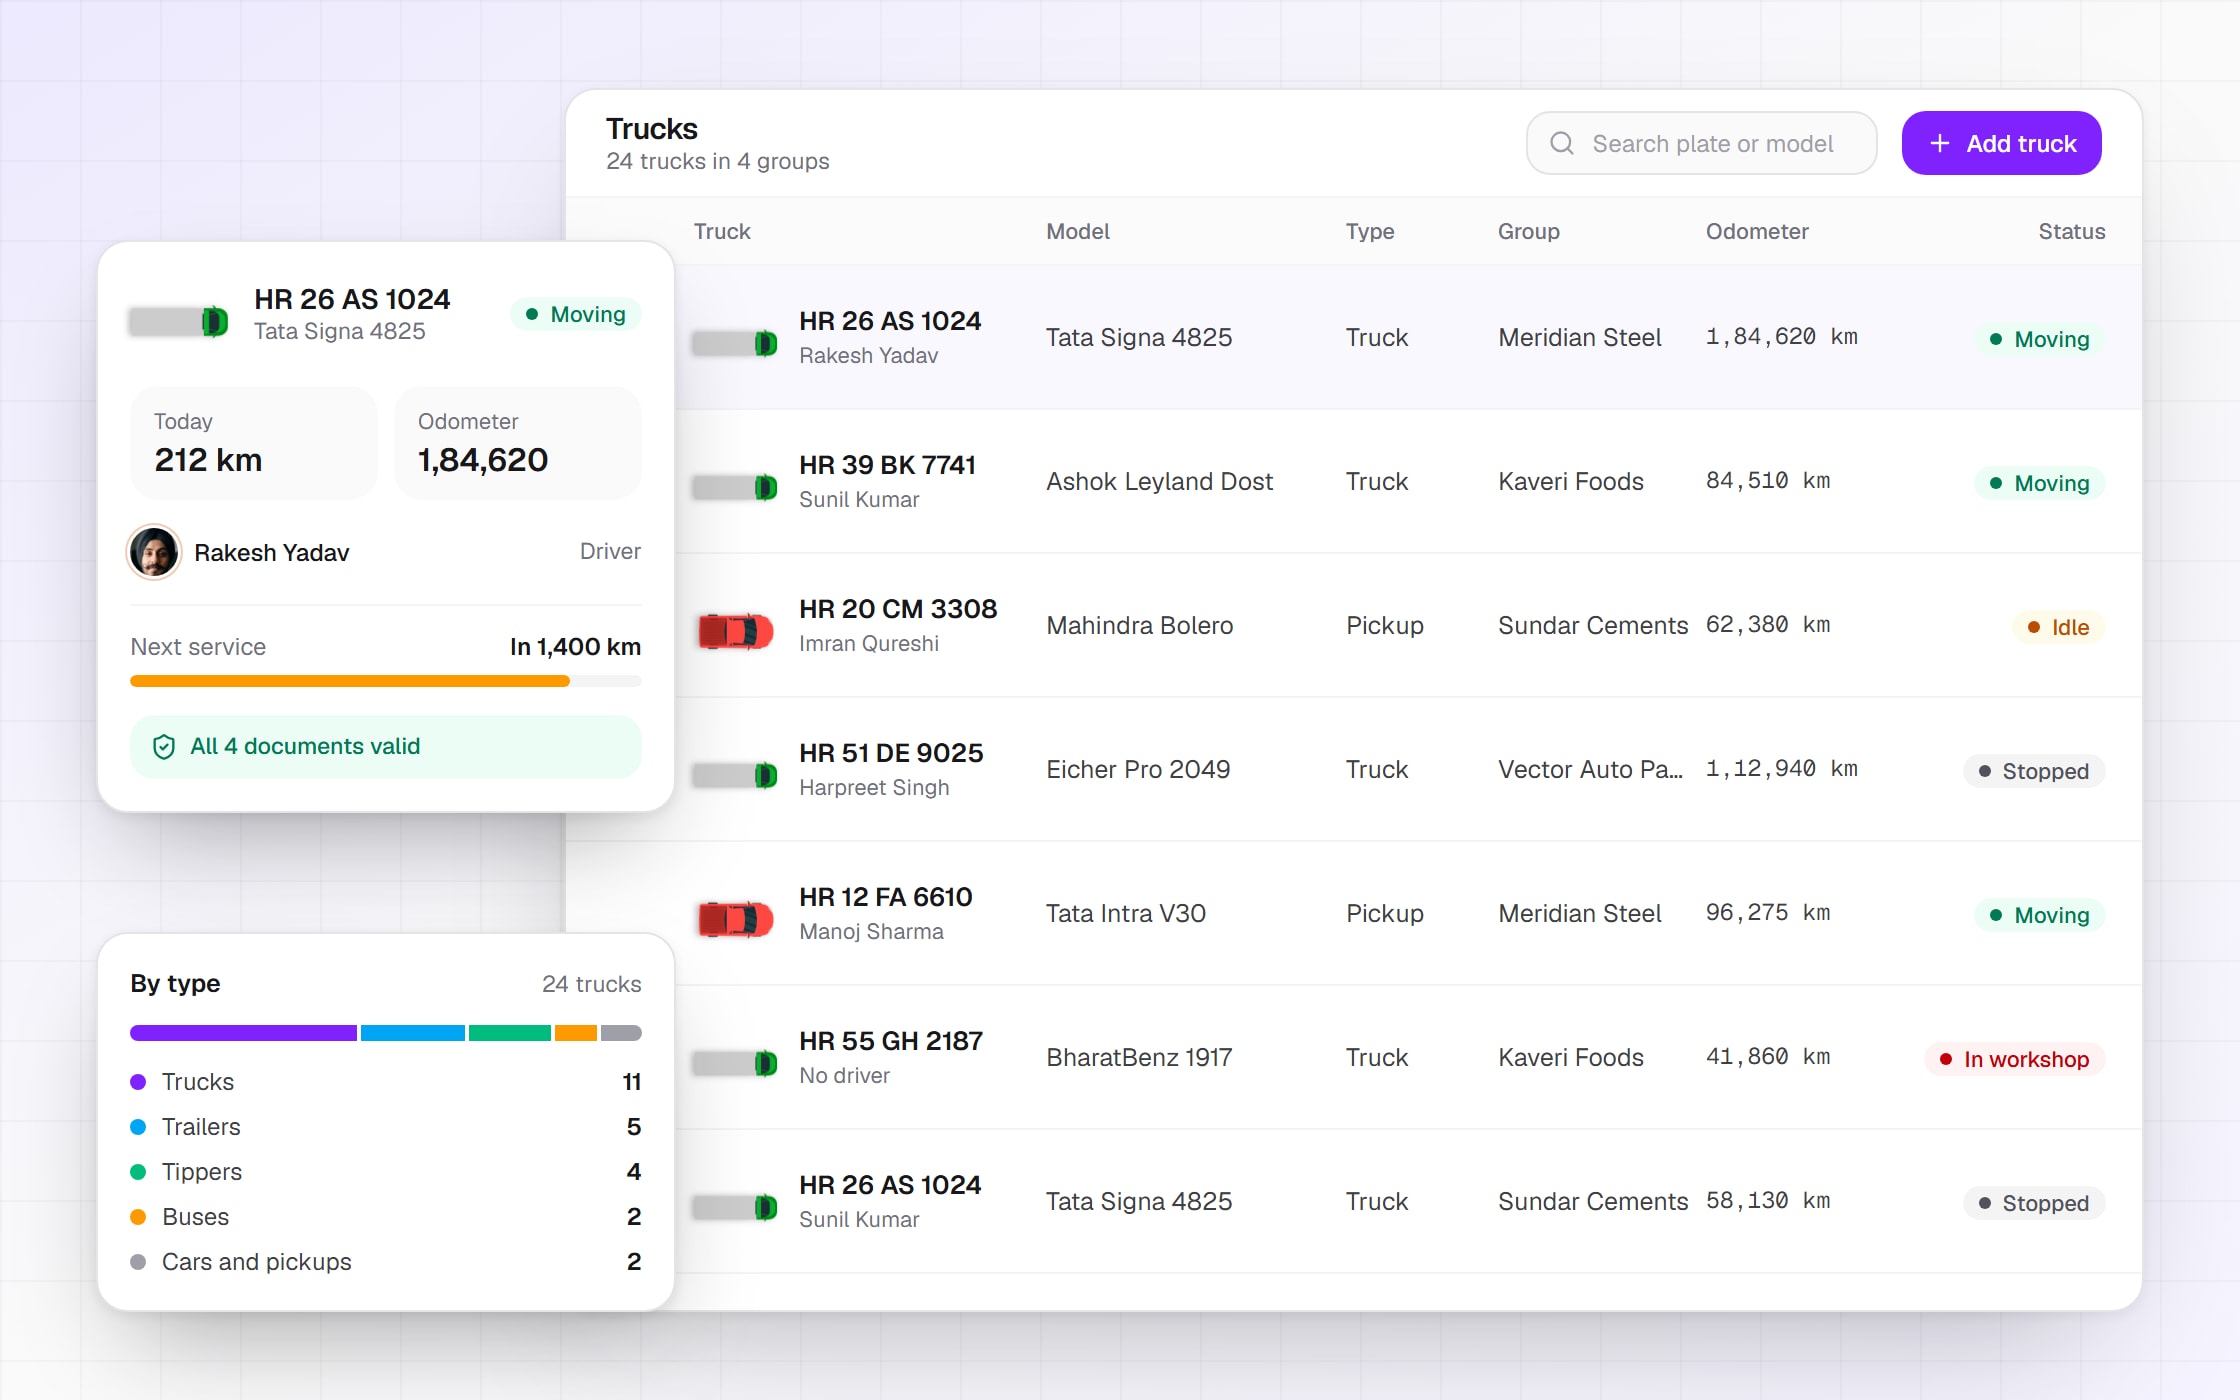 Trucks
24 trucks in 4 groups
Search plate or model
Add truck
Truck Model Type Group Odometer Status
HR 26 AS 1024
Rakesh Yadav
Tata Signa 4825 Truck Meridian Steel 1,84,620 km Moving
HR 39 BK 7741
Sunil Kumar
Ashok Leyland Dost Truck Kaveri Foods 84,510 km Moving
HR 20 CM 3308
Imran Qureshi
Mahindra Bolero Pickup Sundar Cements 62,380 km Idle
HR 51 DE 9025
Harpreet Singh
Eicher Pro 2049 Truck Vector Auto Pa... 1,12,940 km Stopped
HR 12 FA 6610
Manoj Sharma
Tata Intra V30 Pickup Meridian Steel 96,275 km Moving
HR 55 GH 2187
No driver
BharatBenz 1917 Truck Kaveri Foods 41,860 km In workshop
HR 26 AS 1024
Sunil Kumar
Tata Signa 4825 Truck Sundar Cements 58,130 km Stopped
HR 26 AS 1024
Tata Signa 4825
Moving
Today
212 km
Odometer
1,84,620
Rakesh Yadav Driver
Next service In 1,400 km
All 4 documents valid
By type 24 trucks
Trucks 11
Trailers 5
Tippers 4
Buses 2
Cars and pickups 2